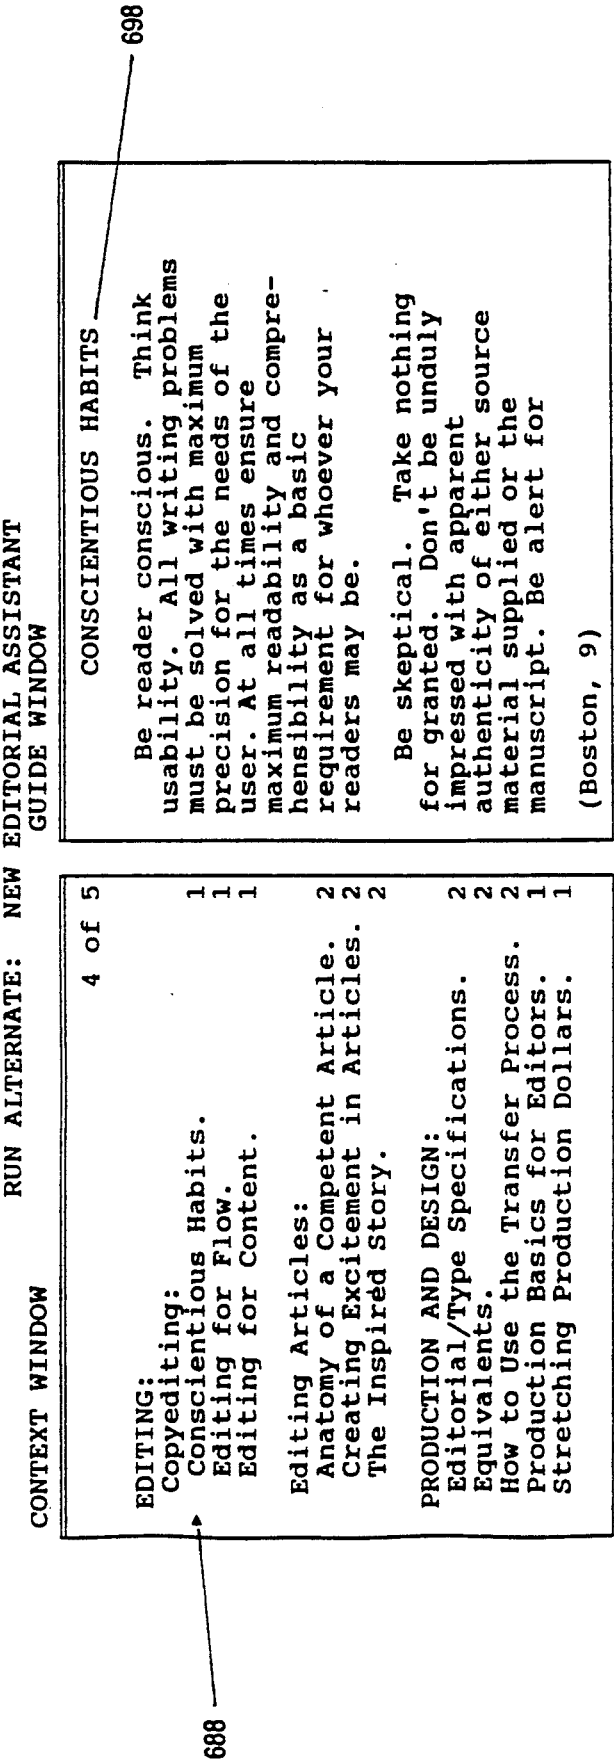 RUN ALTERNATE: NEW EDITORIAL ASSISTANT
CONTEXT WINDOW
4 of 5
EDITING:
Copyediting:
Conscientious Habits. 1
Editing for Flow. 1
Editing for Content. 1
Editing Articles:
Anatomy of a Competent Article. 2
Creating Excitement in Articles. 2
The Inspired Story. 2
PRODUCTION AND DESIGN:
Editorial/Type Specifications. 2
Equivalents. 2
How to Use the Transfer Process. 2
Production Basics for Editors. 1
Stretching Production Dollars. 1
688
GUIDE WINDOW
CONSCIENTIOUS HABITS
698
Be reader conscious. Think
usability. All writing problems
must be solved with maximum
precision for the needs of the
user. At all times ensure
maximum readability and compre-
hensibility as a basic
requirement for whoever your
readers may be.
Be skeptical. Take nothing
for granted. Don't be unduly
impressed with apparent
authenticity of either source
material supplied or the
manuscript. Be alert for
(Boston, 9)